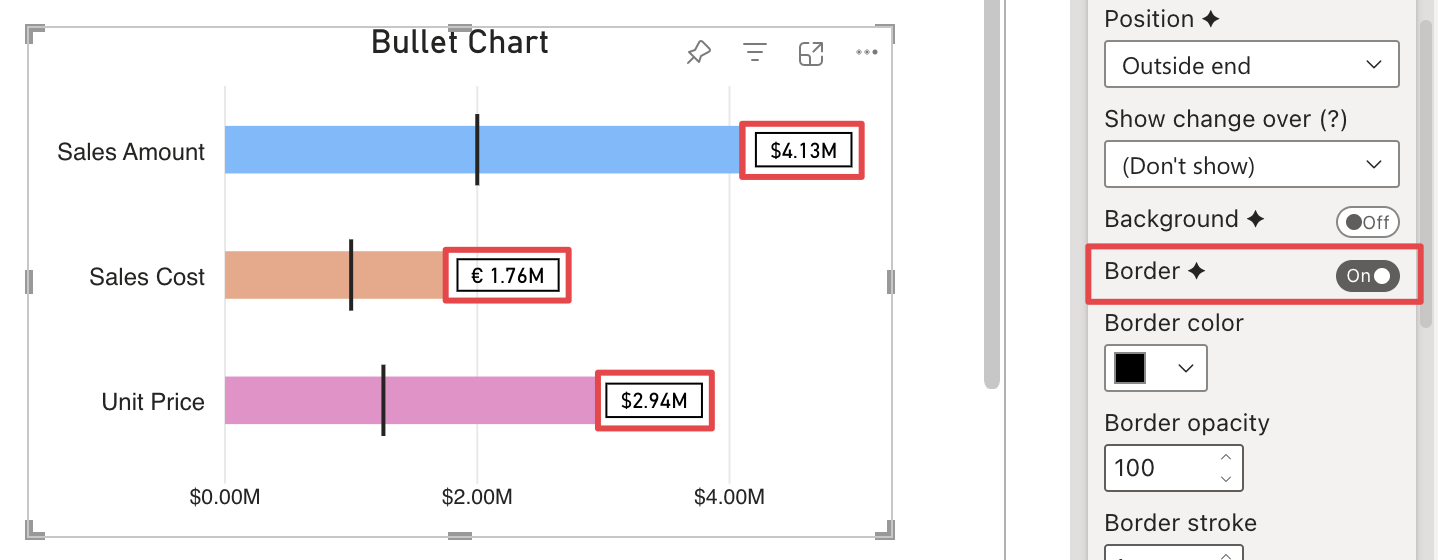 Bullet Chart
Sales Amount
$4.13M
Sales Cost
€ 1.76M
Unit Price
$2.94M
$0.00M
$2.00M
$4.00M
Position ✦
Outside end
Show change over (?)
(Don't show)
Background ✦
Off
Border ✦
On
Border color
Border opacity
100
Border stroke